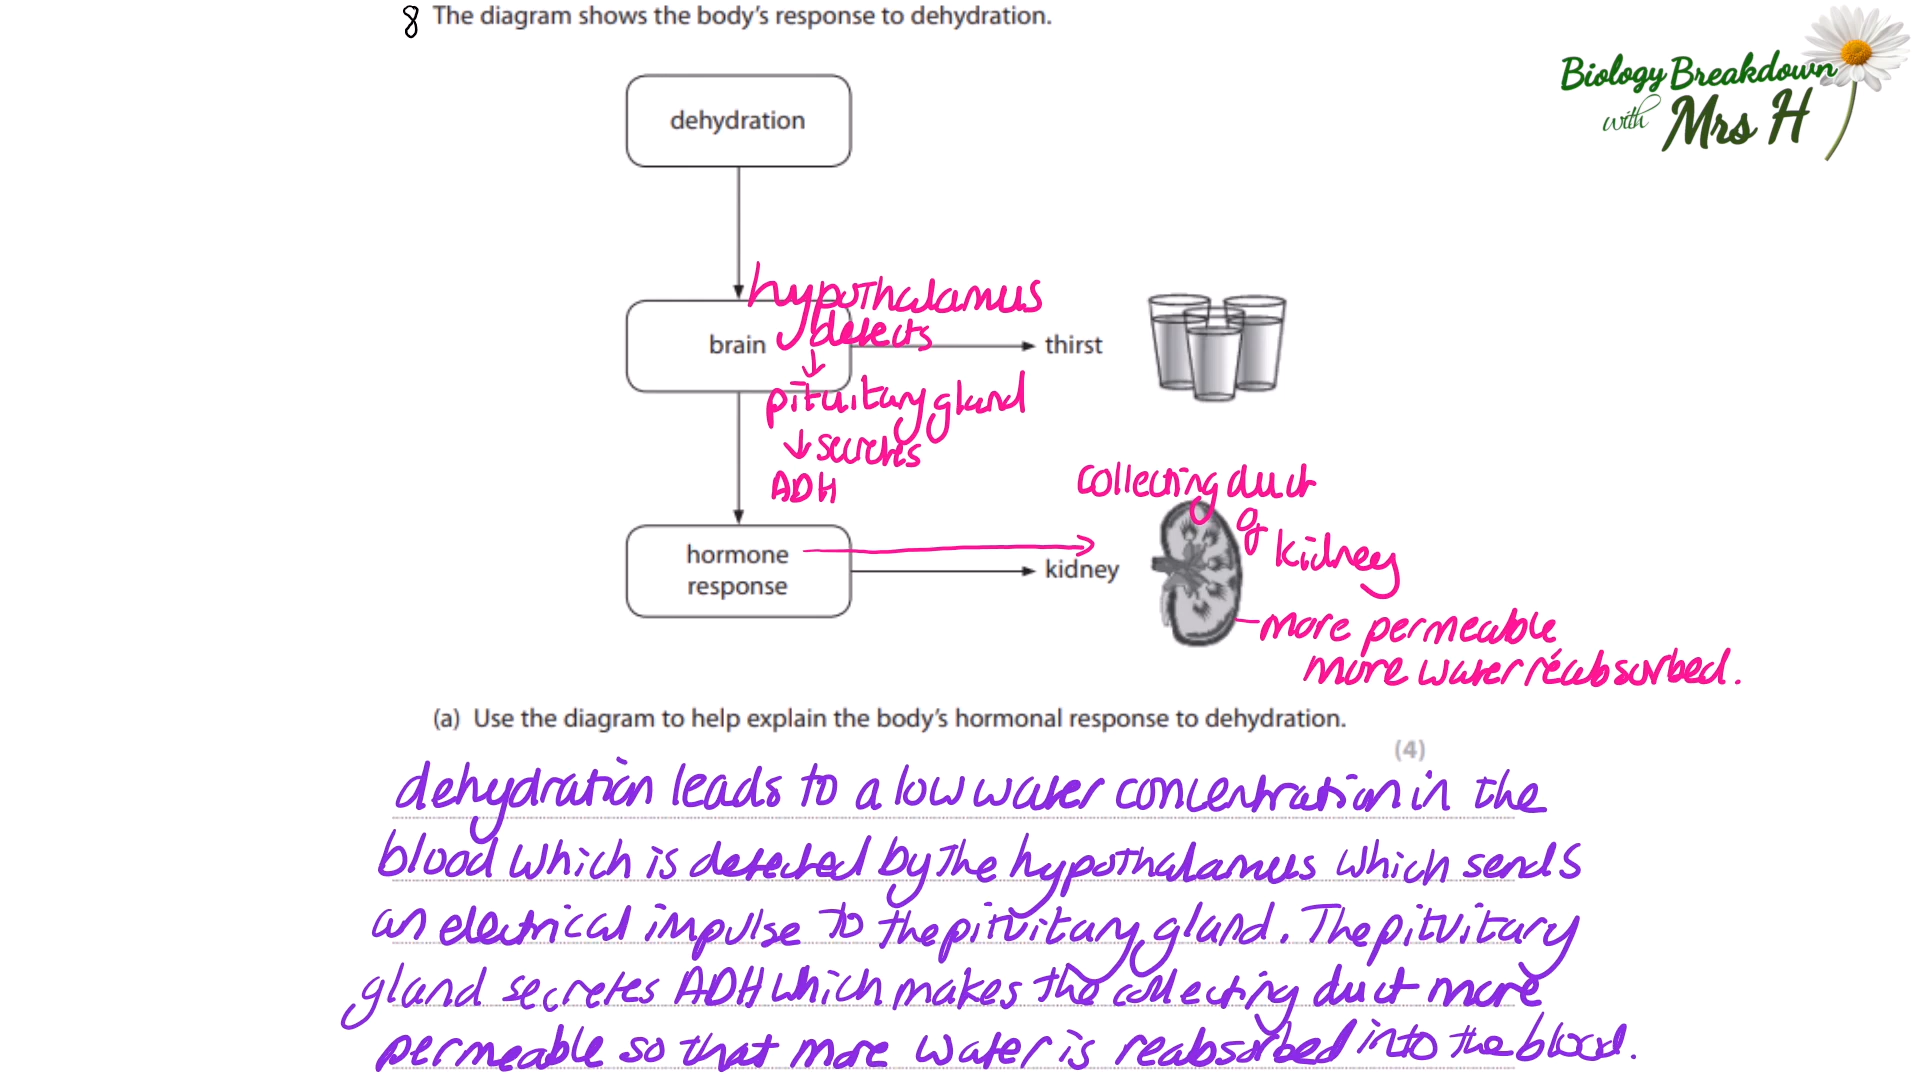 8 The diagram shows the body's response to dehydration.
Biology Breakdown
with Mrs H
dehydration
hypothalamus
detects
brain
thirst
↓
pituitary gland
↓ secretes
ADH
collecting duct
of
kidney
hormone
response
kidney
more permeable
more water reabsorbed.
(a) Use the diagram to help explain the body's hormonal response to dehydration.
(4)
dehydration leads to a low water concentration in the
blood which is detected by the hypothalamus which sends
an electrical impulse to the pituitary gland. The pituitary
gland secretes ADH which makes the collecting duct more
permeable so that more water is reabsorbed into the blood.